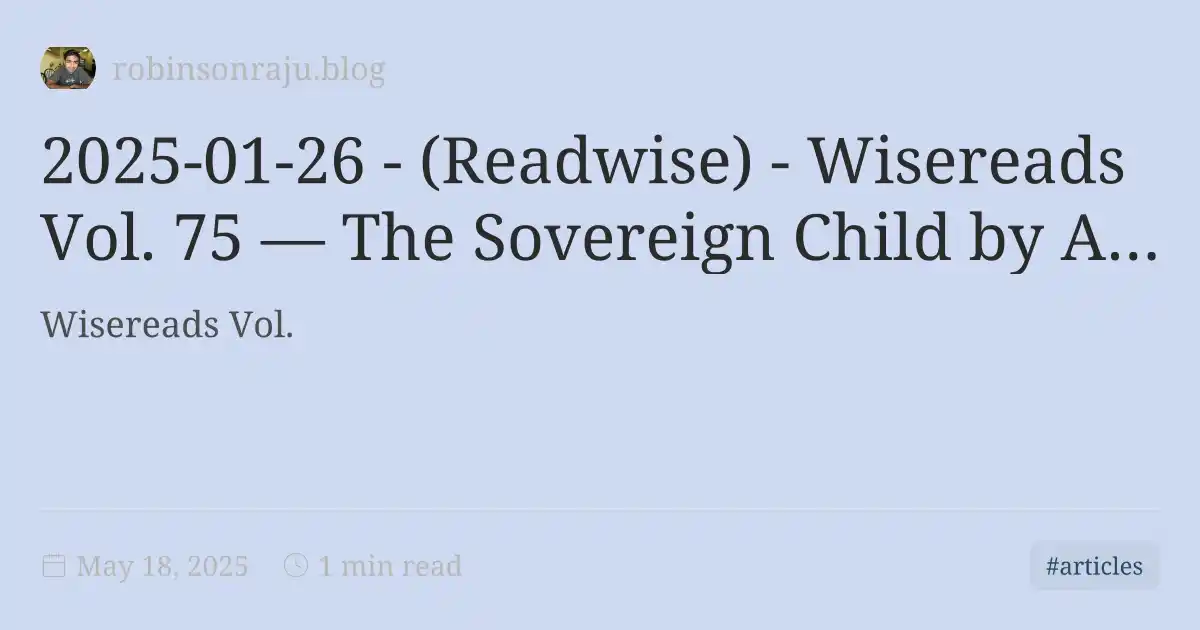 robinsonraju.blog
2025-01-26 - (Readwise) - Wisereads
Vol. 75 — The Sovereign Child by A...
Wisereads Vol.
May 18, 2025 1 min read #articles